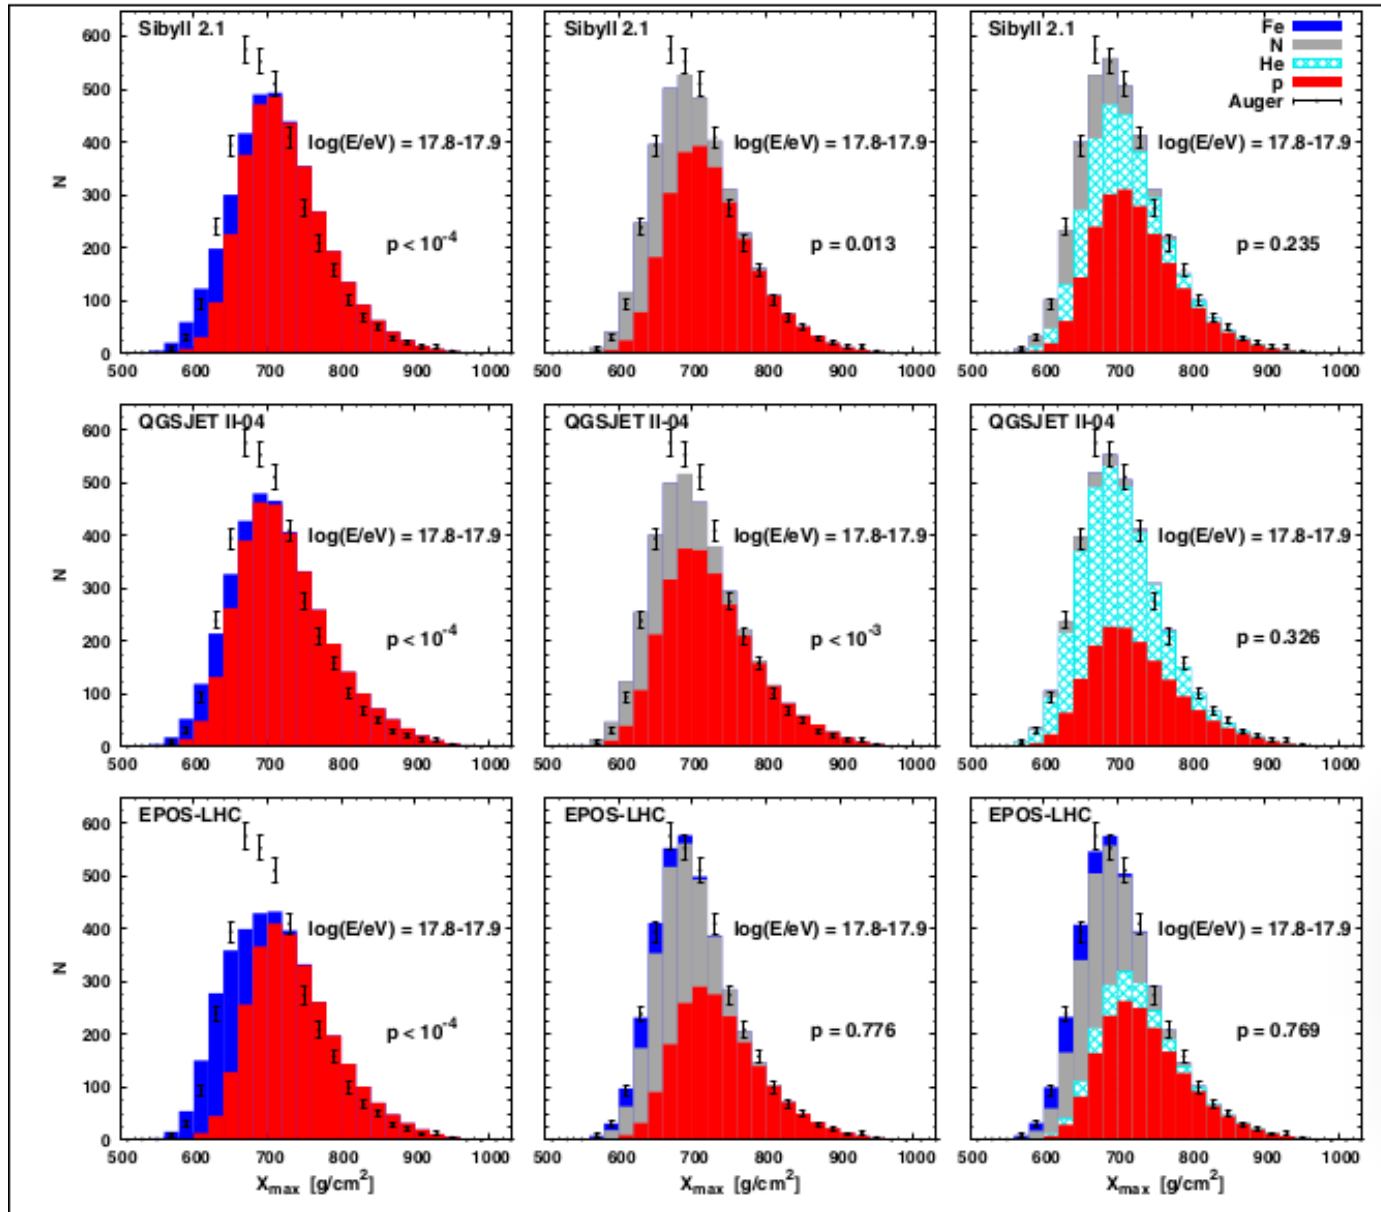 Sibyll 2.1
log(E/eV) = 17.8-17.9
p < 10^-4
N
600
500
400
300
200
100
0
500 600 700 800 900 1000
Sibyll 2.1
log(E/eV) = 17.8-17.9
p = 0.013
500 600 700 800 900 1000
Sibyll 2.1
Fe
N
He
p
Auger
log(E/eV) = 17.8-17.9
p = 0.235
500 600 700 800 900 1000
QGSJET II-04
log(E/eV) = 17.8-17.9
p < 10^-4
N
600
500
400
300
200
100
0
500 600 700 800 900 1000
QGSJET II-04
log(E/eV) = 17.8-17.9
p < 10^-3
500 600 700 800 900 1000
QGSJET II-04
log(E/eV) = 17.8-17.9
p = 0.326
500 600 700 800 900 1000
EPOS-LHC
log(E/eV) = 17.8-17.9
p < 10^-4
N
600
500
400
300
200
100
0
500 600 700 800 900 1000
X_max [g/cm^2]
EPOS-LHC
log(E/eV) = 17.8-17.9
p = 0.776
500 600 700 800 900 1000
X_max [g/cm^2]
EPOS-LHC
log(E/eV) = 17.8-17.9
p = 0.769
500 600 700 800 900 1000
X_max [g/cm^2]